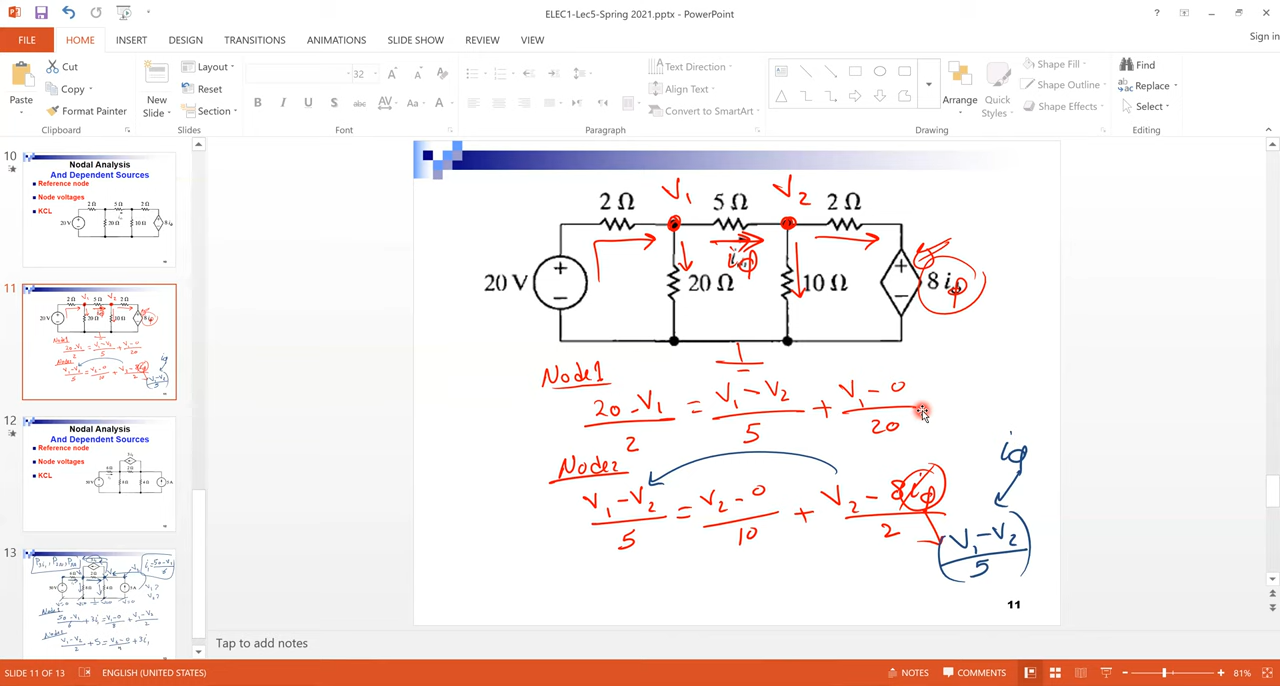 ELEC1-Lec5-Spring 2021.pptx - PowerPoint
? Sign in
FILE HOME INSERT DESIGN TRANSITIONS ANIMATIONS SLIDE SHOW REVIEW VIEW
Paste
Cut
Copy
Format Painter
Clipboard
New Slide
Layout
Reset
Section
Slides
32
B I U S abc AV Aa A
Font
Text Direction
Align Text
Convert to SmartArt
Paragraph
Arrange
Quick Styles
Shape Fill
Shape Outline
Shape Effects
Drawing
Find
Replace
Select
Editing
10
Nodal Analysis
And Dependent Sources
Reference node
Node voltages
KCL
11
12
Nodal Analysis
And Dependent Sources
Reference node
Node voltages
KCL
13
V1 V2
2 Ω 5 Ω 2 Ω
iφ
20 V + − 20 Ω 10 Ω + − 8 iφ
Node1
20 - V1 / 2 = V1 - V2 / 5 + V1 - 0 / 20
Node2
V1 - V2 / 5 = V2 - 0 / 10 + V2 - 8iφ / 2
iφ
(V1 - V2 / 5)
11
Tap to add notes
SLIDE 11 OF 13 ENGLISH (UNITED STATES) NOTES COMMENTS 81%